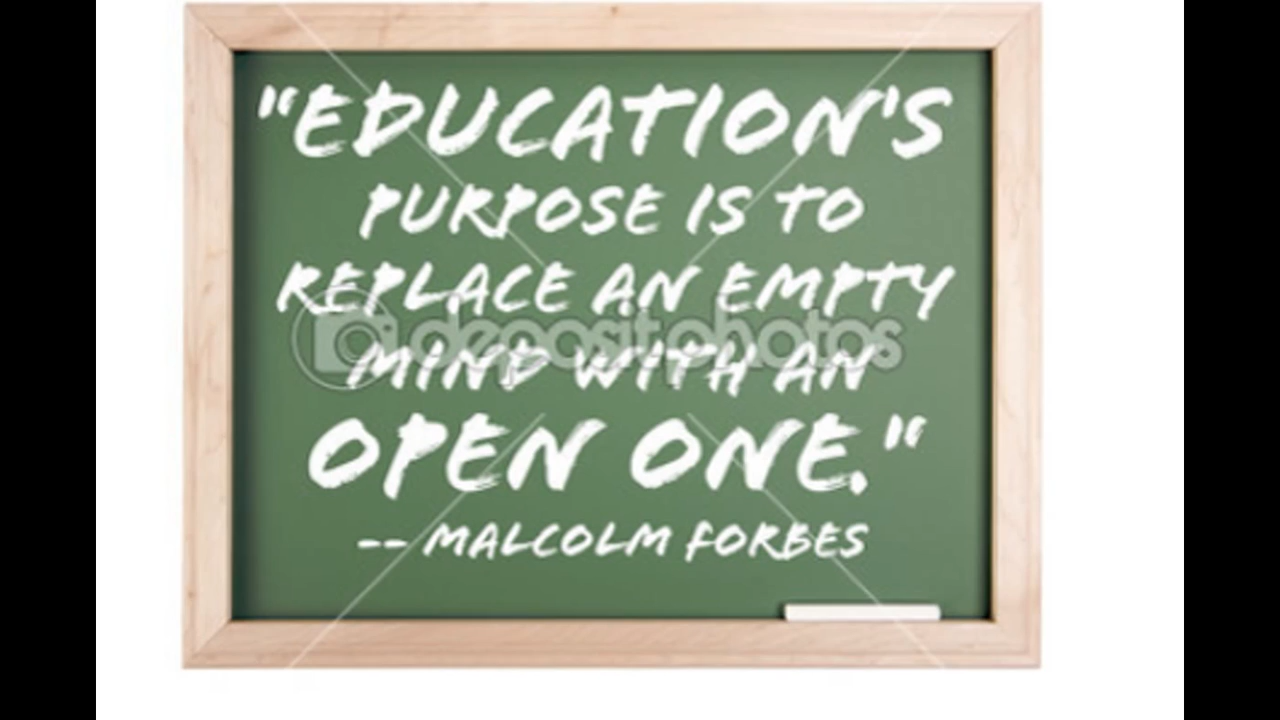 "EDUCATION'S
PURPOSE IS TO
REPLACE AN EMPTY
MIND WITH AN
OPEN ONE."
-- MALCOLM FORBES
depositphotos